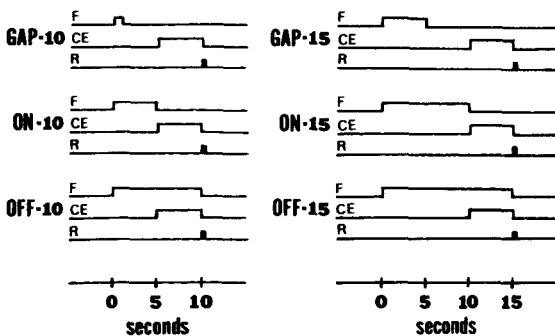 F
GAP-10 CE
R
F
ON-10 CE
R
F
OFF-10 CE
R
0 5 10
seconds
F
GAP-15 CE
R
F
ON-15 CE
R
F
OFF-15 CE
R
0 5 10 15
seconds